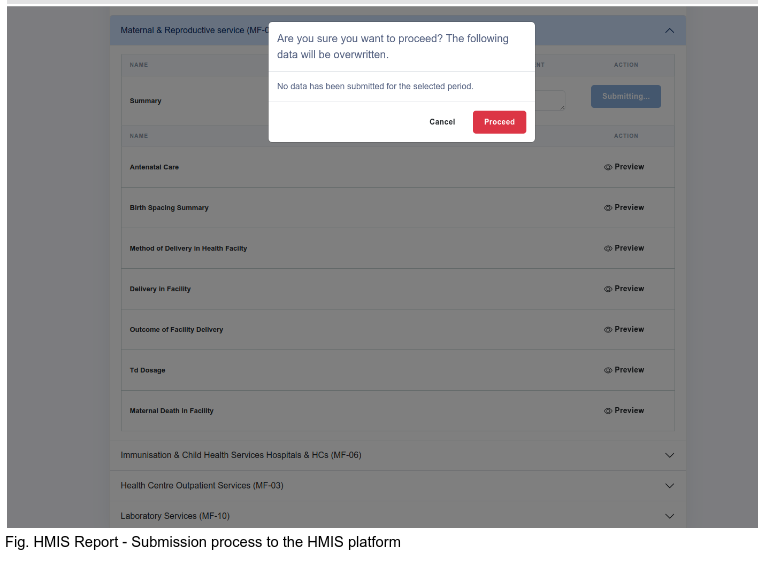 Maternal & Reproductive service (MF-0
Are you sure you want to proceed? The following
data will be overwritten.
No data has been submitted for the selected period.
Cancel
Proceed
NAME
NT
ACTION
Summary
Submitting...
NAME
ACTION
Antenatal Care
Preview
Birth Spacing Summary
Preview
Method of Delivery in Health Facilty
Preview
Delivery in Facility
Preview
Outcome of Facility Delivery
Preview
Td Dosage
Preview
Maternal Death in Facility
Preview
Immunisation & Child Health Services Hospitals & HCs (MF-06)
Health Centre Outpatient Services (MF-03)
Laboratory Services (MF-10)
Fig. HMIS Report - Submission process to the HMIS platform